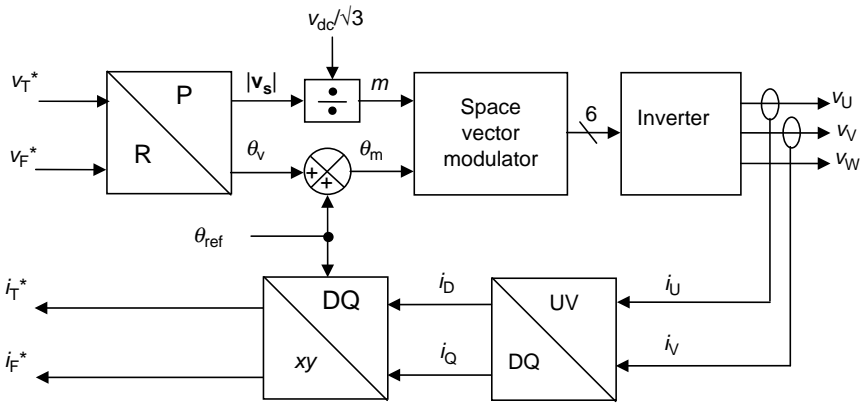 v_dc/√3
v_T*
P
|v_s|
÷
m
Space
vector
modulator
6
Inverter
v_U
v_V
v_W
v_F*
R
θ_v
+
+
θ_m
θ_ref
i_T*
DQ
i_D
UV
i_U
i_F*
xy
i_Q
DQ
i_V